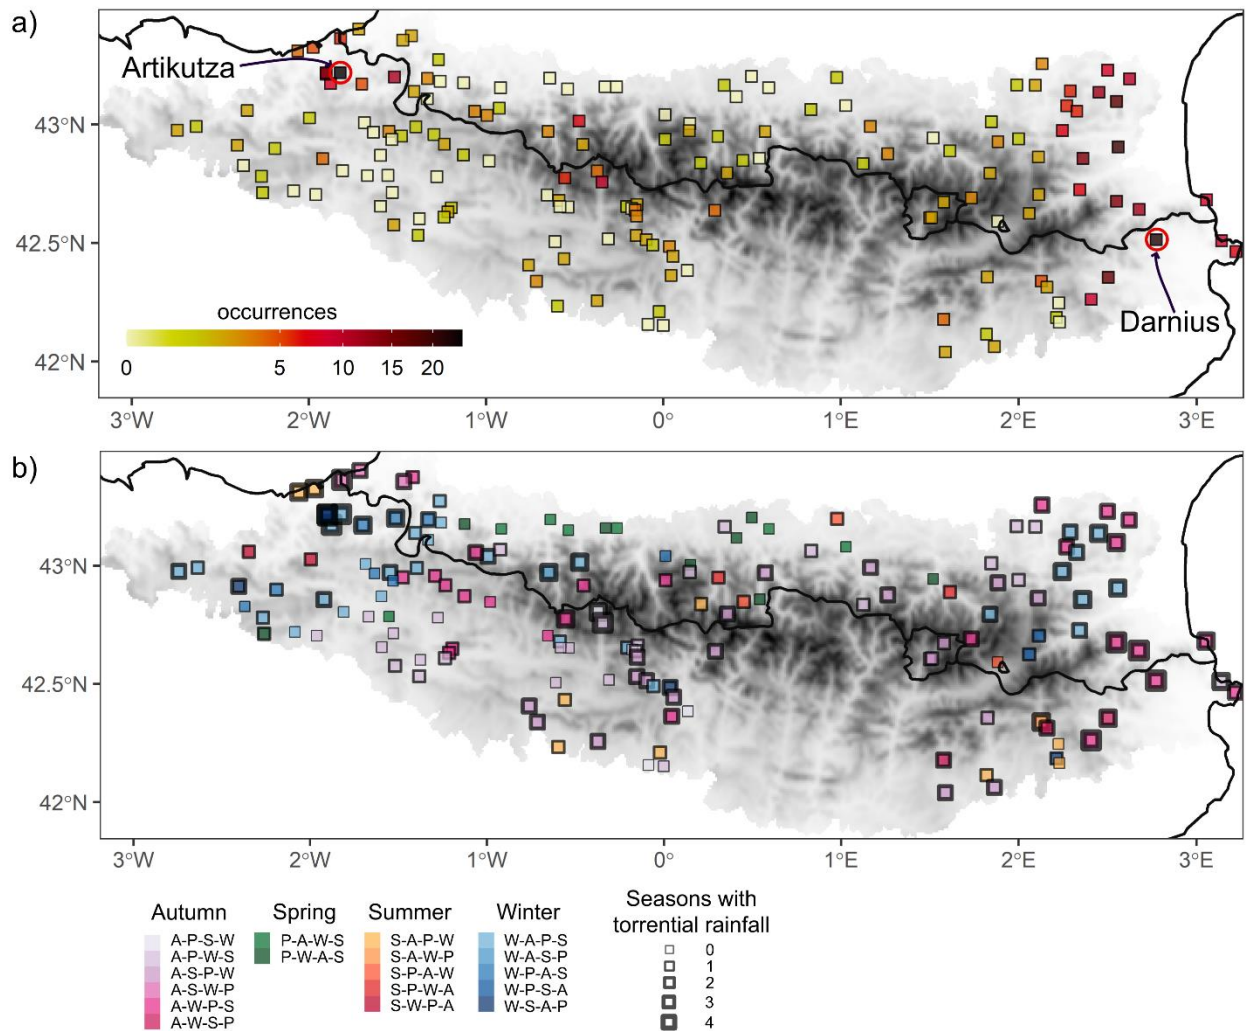 a)
Artikutza
43°N
42.5°N
42°N
occurrences
0 5 10 15 20
Darnius
3°W 2°W 1°W 0° 1°E 2°E 3°E
b)
43°N
42.5°N
42°N
3°W 2°W 1°W 0° 1°E 2°E 3°E
Autumn
A-P-S-W
A-P-W-S
A-S-P-W
A-S-W-P
A-W-P-S
A-W-S-P
Spring
P-A-W-S
P-W-A-S
Summer
S-A-P-W
S-A-W-P
S-P-A-W
S-P-W-A
S-W-P-A
Winter
W-A-P-S
W-A-S-P
W-P-A-S
W-P-S-A
W-S-A-P
Seasons with
torrential rainfall
0
1
2
3
4